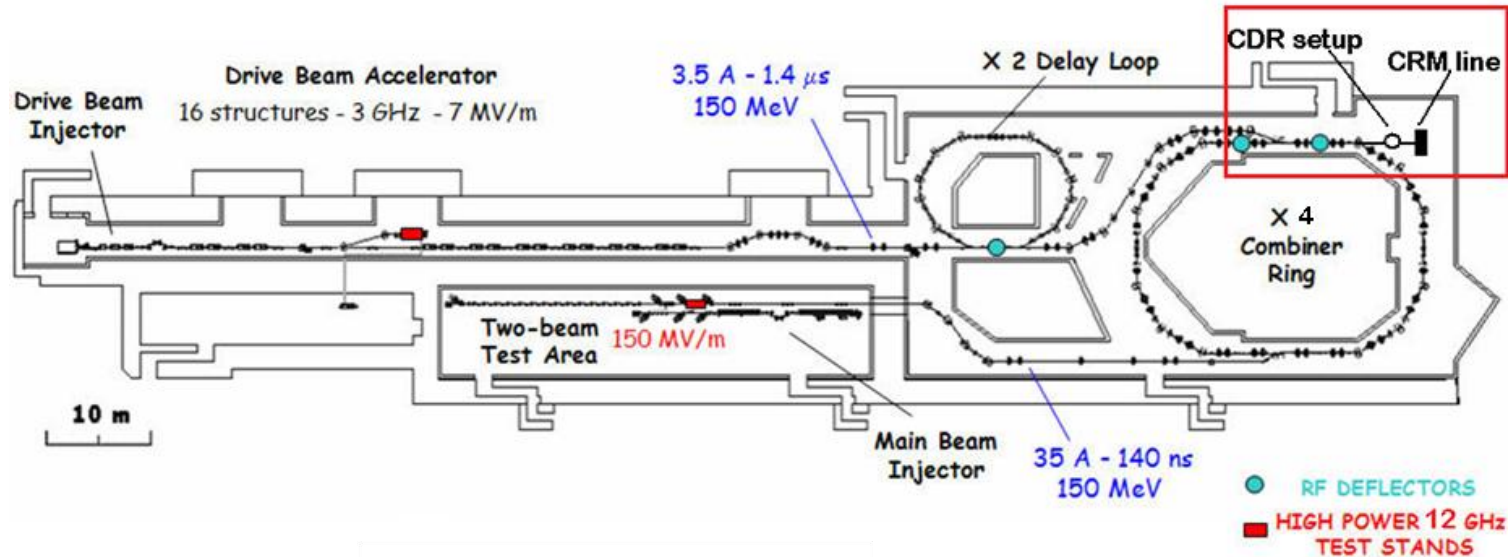 CDR setup
CRM line
X 2 Delay Loop
Drive Beam Accelerator
16 structures - 3 GHz - 7 MV/m
3.5 A - 1.4 μs
150 MeV
Drive Beam
Injector
X 4
Combiner
Ring
Two-beam
Test Area
150 MV/m
10 m
Main Beam
Injector
35 A - 140 ns
150 MeV
RF DEFLECTORS
HIGH POWER 12 GHz
TEST STANDS